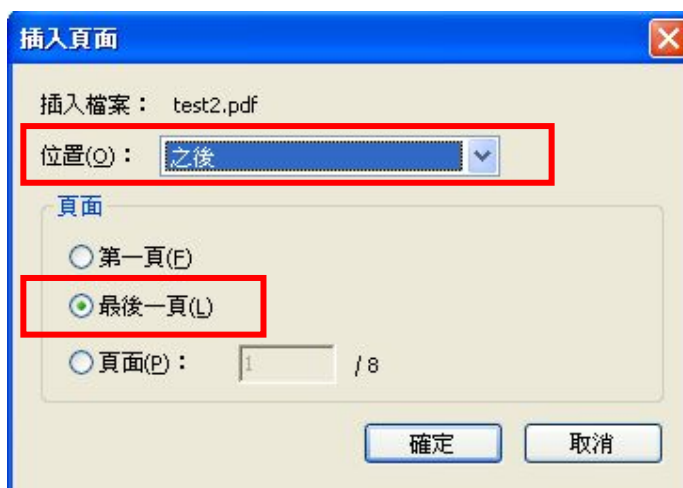 插入頁面
插入檔案： test2.pdf
位置(O)： 之後
頁面
第一頁(F)
最後一頁(L)
頁面(P)： 1 / 8
確定 取消